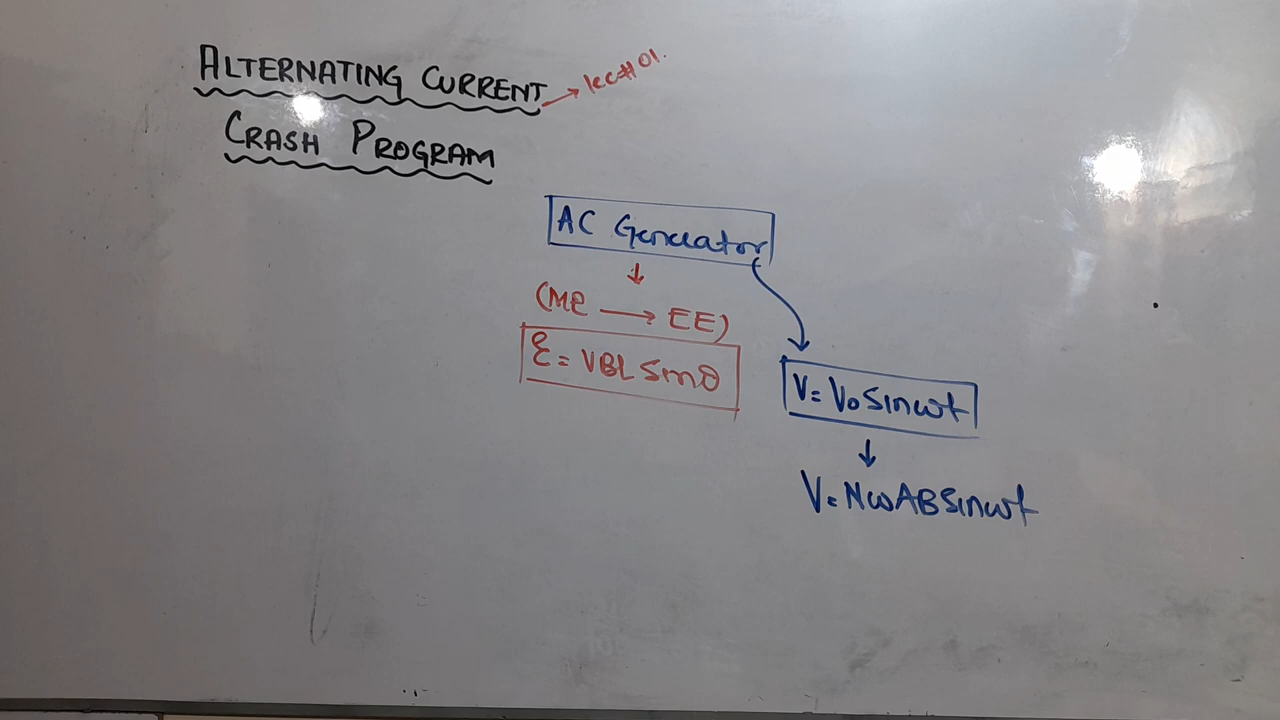 ALTERNATING CURRENT → lec#01.
CRASH PROGRAM
AC Generator
(ME → EE)
Ɛ = VBL Sinθ
V = V₀ Sinωt
V = NωAB Sinωt